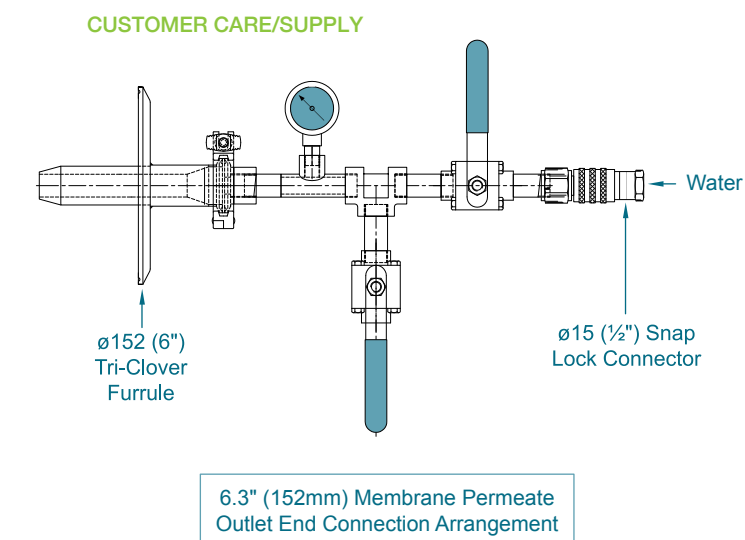 CUSTOMER CARE/SUPPLY
Water
ø152 (6")
Tri-Clover
Furrule
ø15 (½") Snap
Lock Connector
6.3" (152mm) Membrane Permeate
Outlet End Connection Arrangement